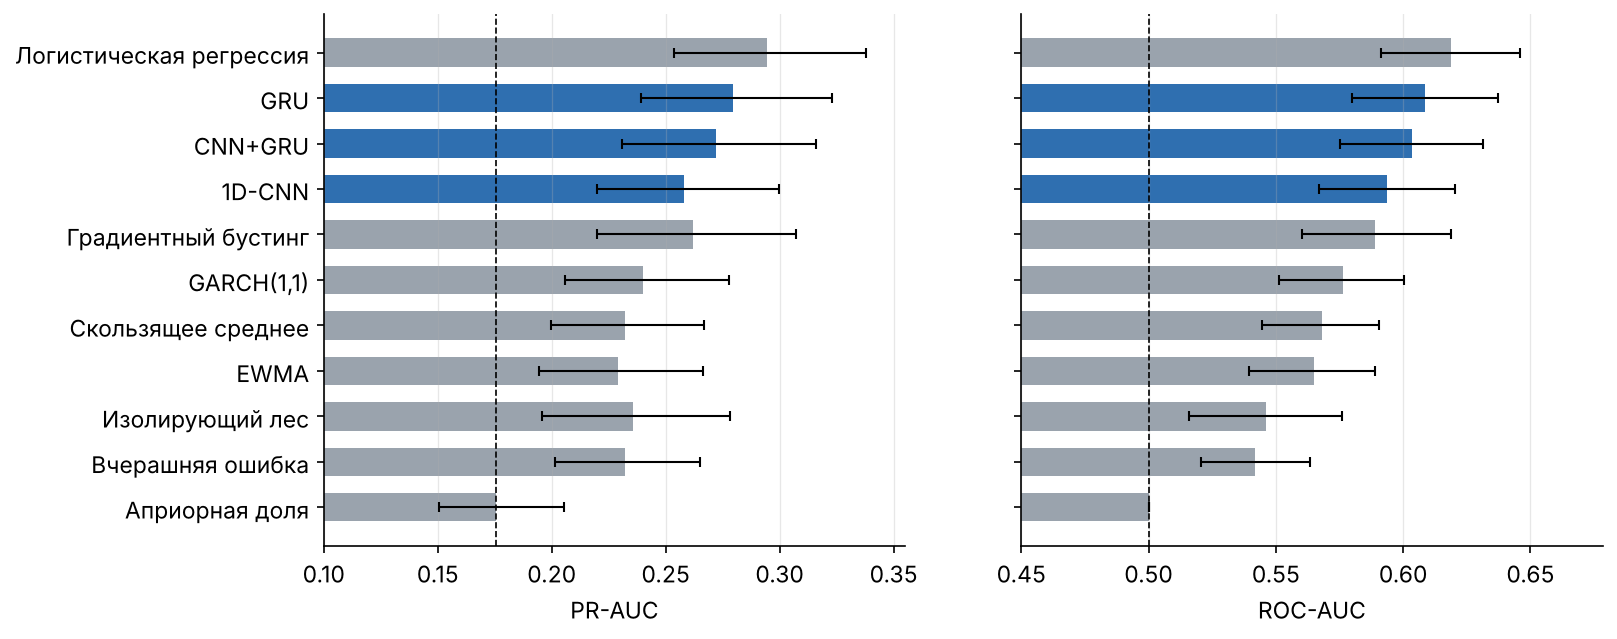 Логистическая регрессия
GRU
CNN+GRU
1D-CNN
Градиентный бустинг
GARCH(1,1)
Скользящее среднее
EWMA
Изолирующий лес
Вчерашняя ошибка
Априорная доля
0.10 0.15 0.20 0.25 0.30 0.35
PR-AUC
0.45 0.50 0.55 0.60 0.65
ROC-AUC